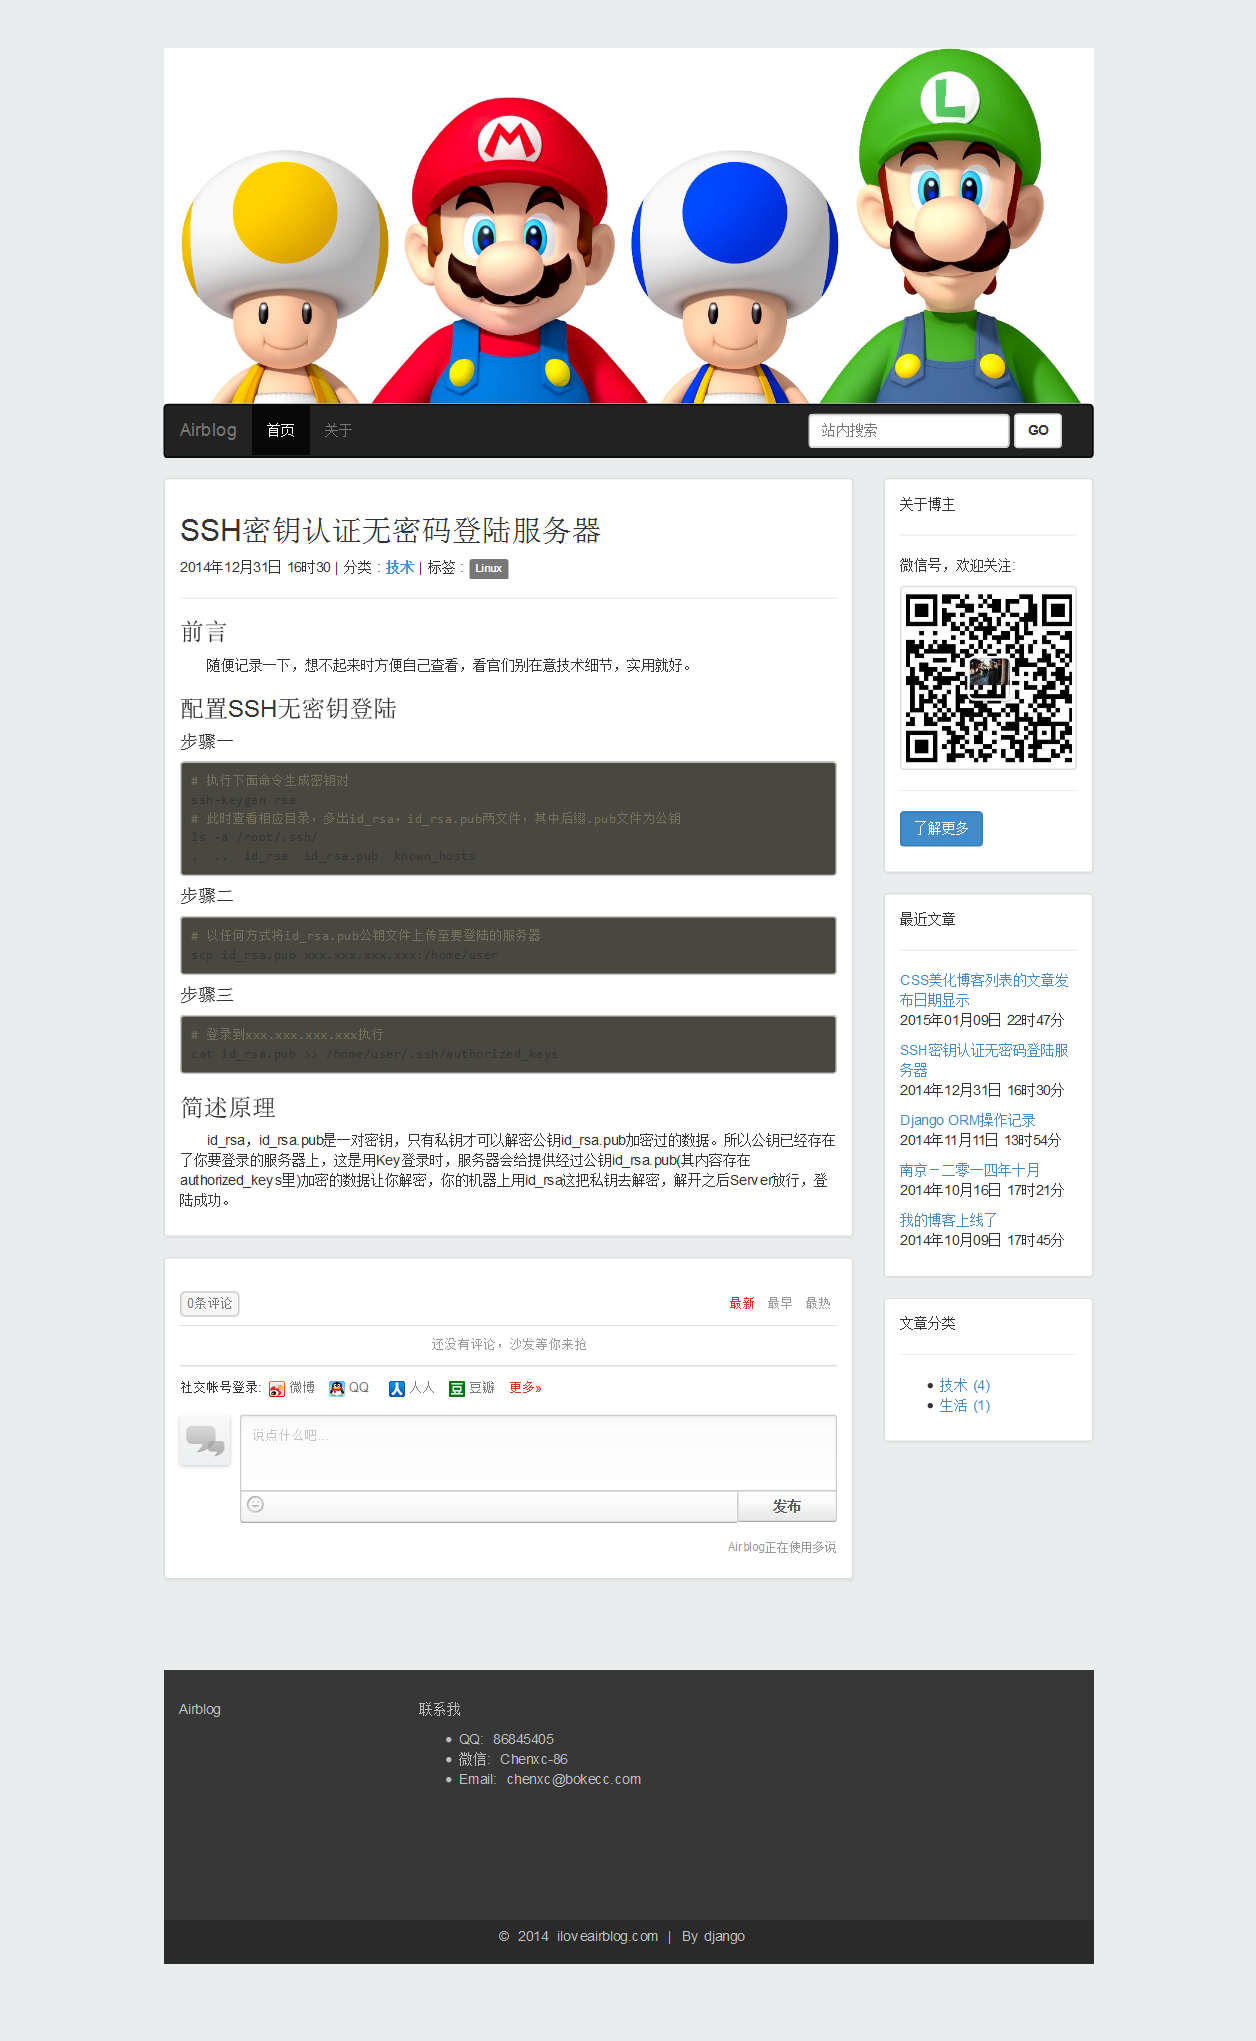 M
L
Airblog 首页 关于 站内搜索 GO
SSH密钥认证无密码登陆服务器
2014年12月31日 16时30 | 分类 : 技术 | 标签 : Linux
前言
随便记录一下，想不起来时方便自己查看，看官们别在意技术细节，实用就好。
配置SSH无密钥登陆
步骤一
# 执行下面命令生成密钥对
ssh-keygen rsa
# 此时查看相应目录，多出id_rsa，id_rsa.pub两文件，其中后缀.pub文件为公钥
ls -a /root/.ssh/
.  ..  id_rsa  id_rsa.pub  known_hosts
步骤二
# 以任何方式将id_rsa.pub公钥文件上传至要登陆的服务器
scp id_rsa.pub xxx.xxx.xxx.xxx:/home/user
步骤三
# 登录到xxx.xxx.xxx.xxx执行
cat id_rsa.pub >> /home/user/.ssh/authorized_keys
简述原理
id_rsa，id_rsa.pub是一对密钥，只有私钥才可以解密公钥id_rsa.pub加密过的数据。所以公钥已经存在
了你要登录的服务器上，这是用Key登录时，服务器会给提供经过公钥id_rsa.pub(其内容存在
authorized_keys里)加密的数据让你解密，你的机器上用id_rsa这把私钥去解密，解开之后Server放行，登
陆成功。
0条评论 最新 最早 最热
还没有评论，沙发等你来抢
社交帐号登录: 微博 QQ 人人 豆瓣 更多»
说点什么吧...
发布
Airblog正在使用多说
关于博主
微信号，欢迎关注:
了解更多
最近文章
CSS美化博客列表的文章发
布日期显示
2015年01月09日 22时47分
SSH密钥认证无密码登陆服
务器
2014年12月31日 16时30分
Django ORM操作记录
2014年11月11日 13时54分
南京－二零一四年十月
2014年10月16日 17时21分
我的博客上线了
2014年10月09日 17时45分
文章分类
技术 (4)
生活 (1)
Airblog
联系我
QQ: 86845405
微信: Chenxc-86
Email: chenxc@bokecc.com
© 2014 iloveairblog.com | By django